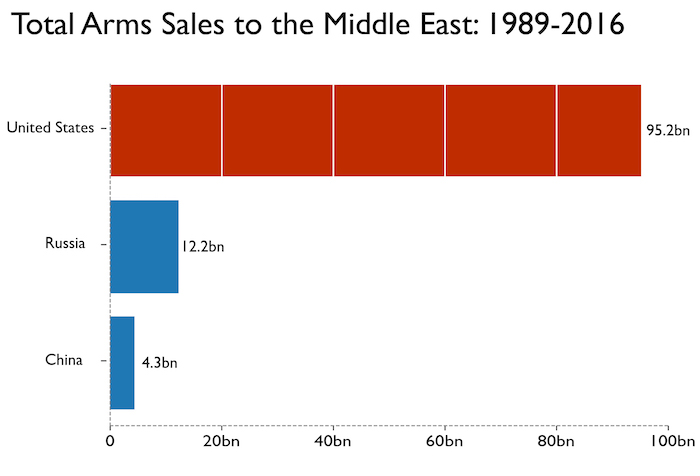 Total Arms Sales to the Middle East: 1989-2016
United States
95.2bn
Russia
12.2bn
China
4.3bn
0 20bn 40bn 60bn 80bn 100bn